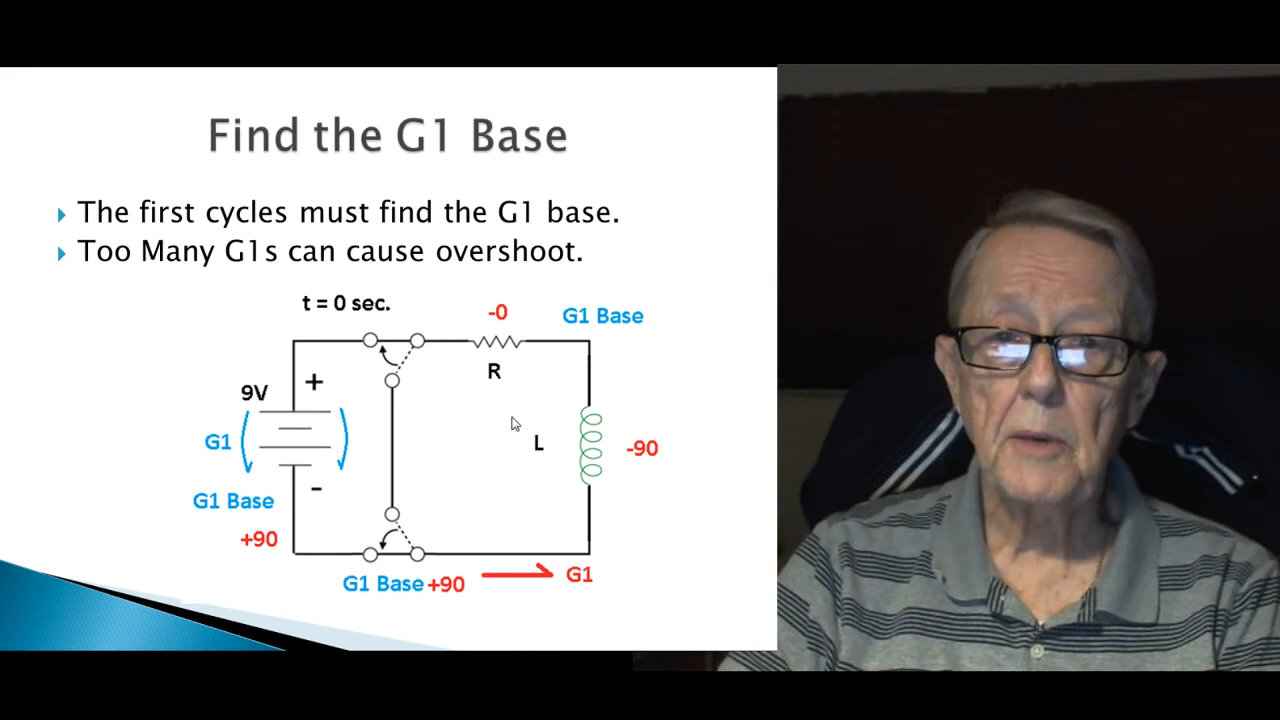 Find the G1 Base
The first cycles must find the G1 base.
Too Many G1s can cause overshoot.
t = 0 sec.
-0
G1 Base
R
+
9V
G1
L
-90
-
G1 Base
+90
G1 Base +90
G1